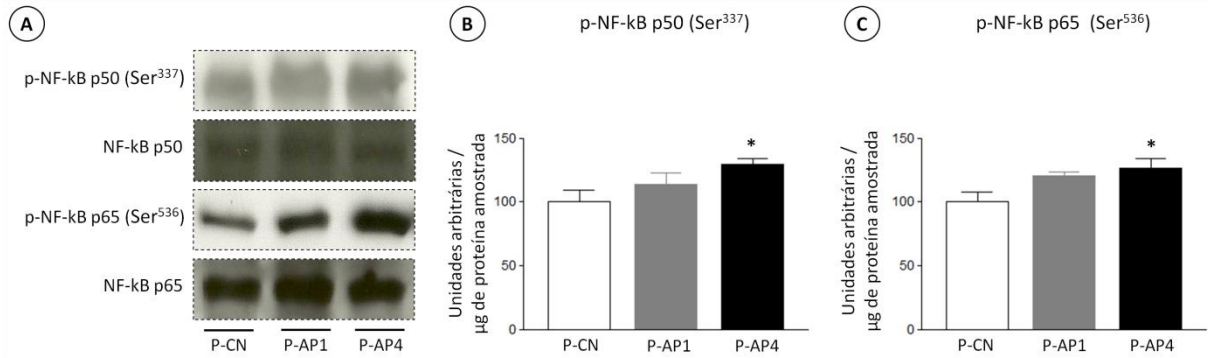 A
p-NF-kB p50 (Ser³³⁷)
NF-kB p50
p-NF-kB p65 (Ser⁵³⁶)
NF-kB p65
P-CN P-AP1 P-AP4
B
p-NF-kB p50 (Ser³³⁷)
Unidades arbitrárias /
µg de proteína amostrada
150
100
50
0
*
P-CN P-AP1 P-AP4
C
p-NF-kB p65 (Ser⁵³⁶)
Unidades arbitrárias /
µg de proteína amostrada
150
100
50
0
*
P-CN P-AP1 P-AP4